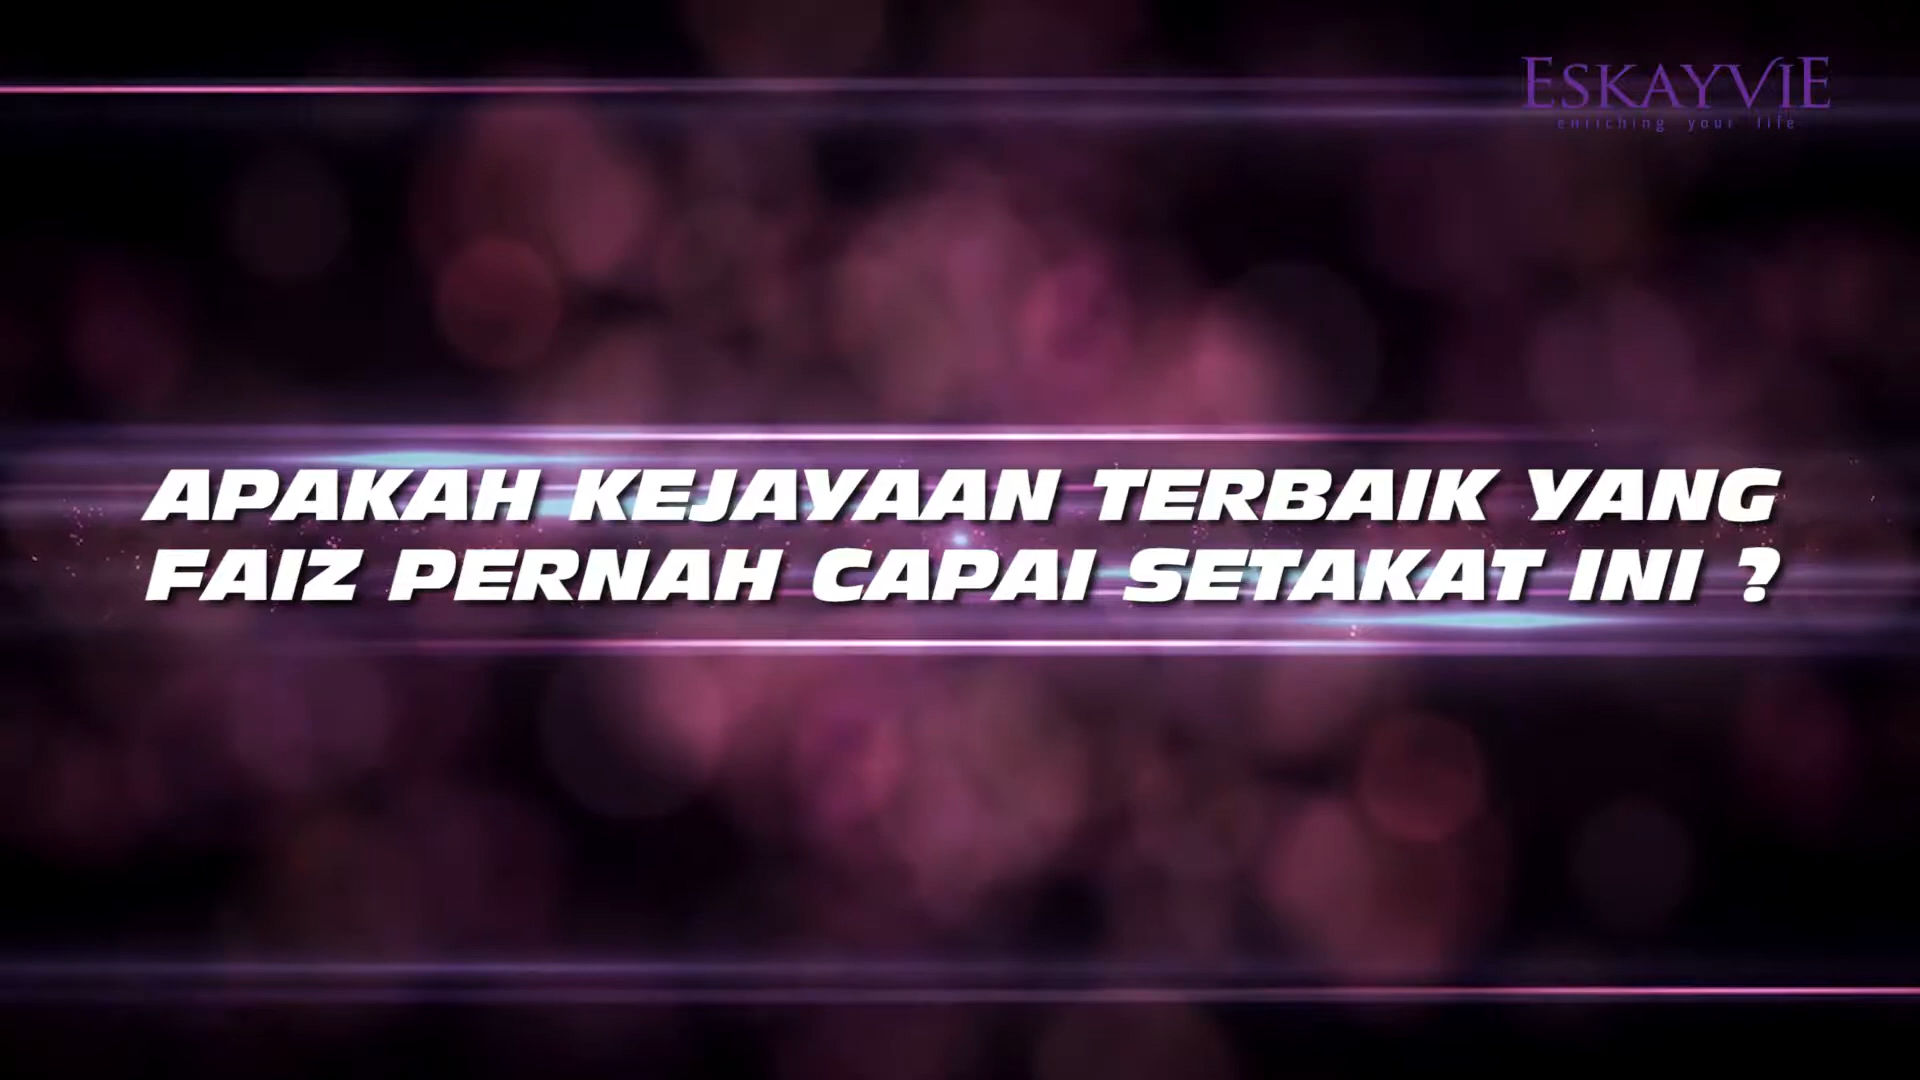 ESKAYVIE
enriching your life
APAKAH KEJAYAAN TERBAIK YANG
FAIZ PERNAH CAPAI SETAKAT INI ?